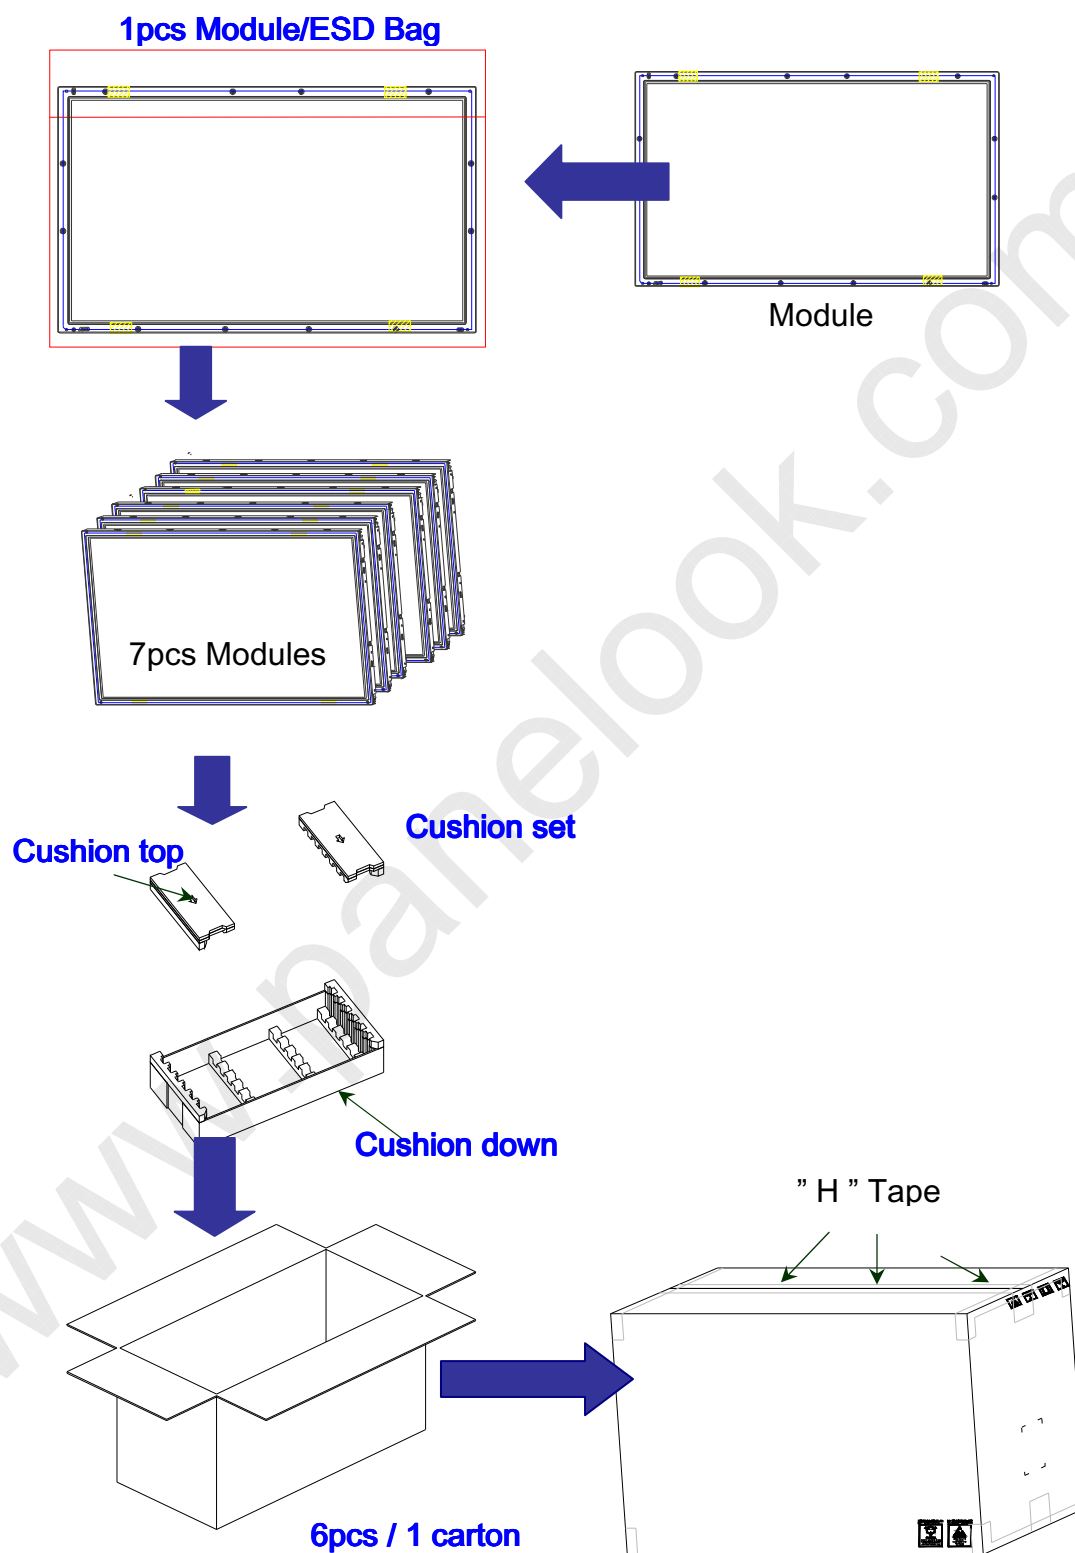 1pcs Module/ESD Bag
Module
7pcs Modules
Cushion set
Cushion top
Cushion down
” H ” Tape
6pcs / 1 carton
www.panelook.com